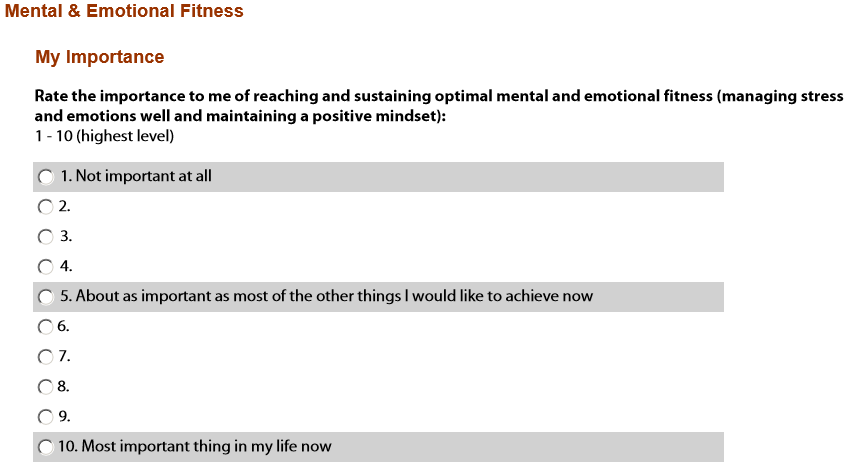 Mental & Emotional Fitness
My Importance
Rate the importance to me of reaching and sustaining optimal mental and emotional fitness (managing stress
and emotions well and maintaining a positive mindset):
1 - 10 (highest level)
1. Not important at all
2.
3.
4.
5. About as important as most of the other things I would like to achieve now
6.
7.
8.
9.
10. Most important thing in my life now